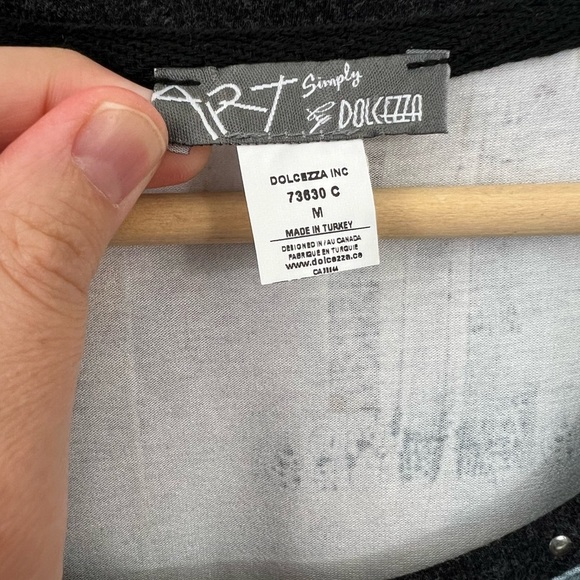 ART Simply
by DOLCEZZA
DOLCEZZA INC
73630 C
M
MADE IN TURKEY
DESIGNED IN / AU CANADA
FABRIQUE EN TURQUIE
www.dolcezza.ca